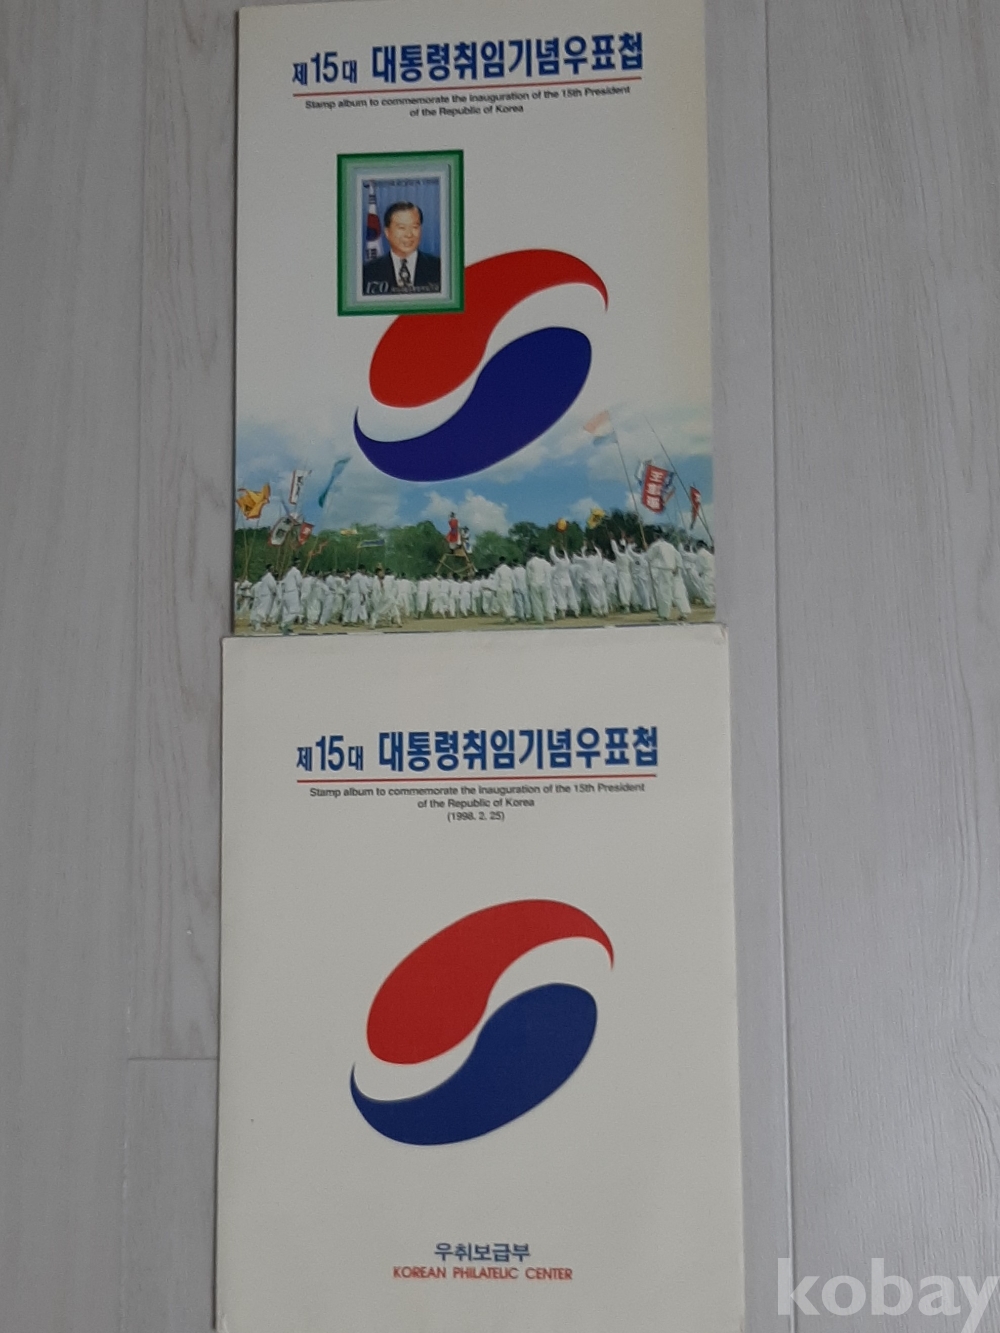 제15대 대통령취임기념우표첩
Stamp album to commemorate the inauguration of the 15th President
of the Republic of Korea
170
제15대 대통령취임기념우표첩
Stamp album to commemorate the inauguration of the 15th President
of the Republic of Korea
(1998. 2. 25)
우취보급부
KOREAN PHILATELIC CENTER
kobay